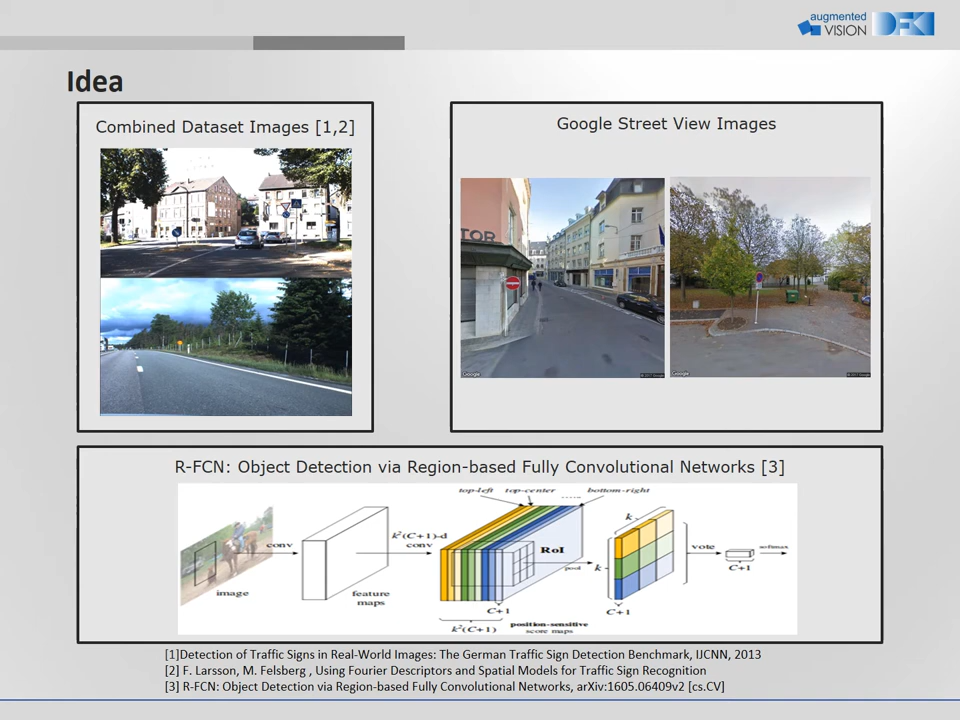 augmented
VISION
DFKI
Idea
Combined Dataset Images [1,2]
Google Street View Images
TOR
Google
Google
R-FCN: Object Detection via Region-based Fully Convolutional Networks [3]
top-left top-center ...... bottom-right
conv
k²(C+1)-d
conv
RoI
pool
k
k
vote
softmax
C+1
image
feature
maps
C+1
k²(C+1)
position-sensitive
score maps
C+1
[1]Detection of Traffic Signs in Real-World Images: The German Traffic Sign Detection Benchmark, IJCNN, 2013
[2] F. Larsson, M. Felsberg , Using Fourier Descriptors and Spatial Models for Traffic Sign Recognition
[3] R-FCN: Object Detection via Region-based Fully Convolutional Networks, arXiv:1605.06409v2 [cs.CV]